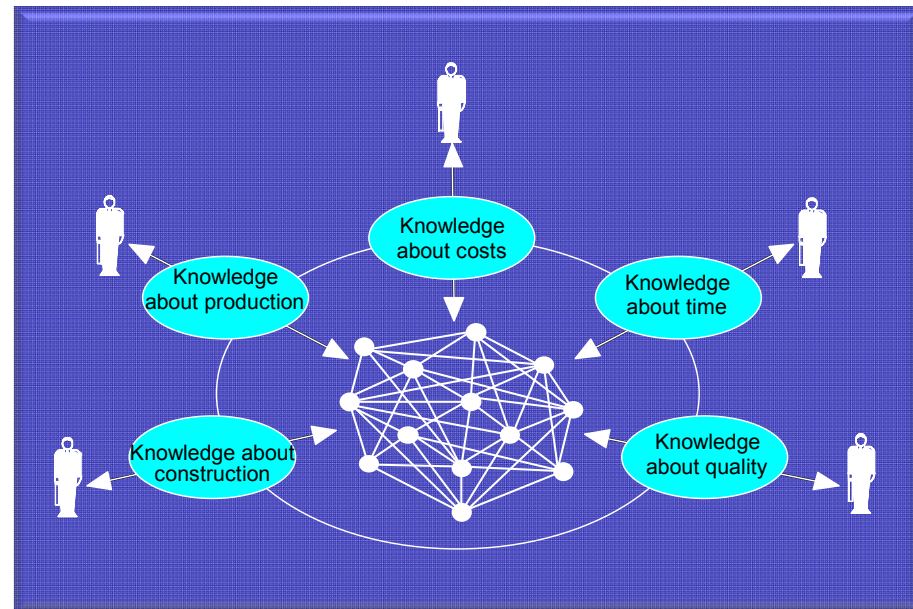 Knowledge
about costs
Knowledge
about production
Knowledge
about time
Knowledge about
construction
Knowledge
about quality